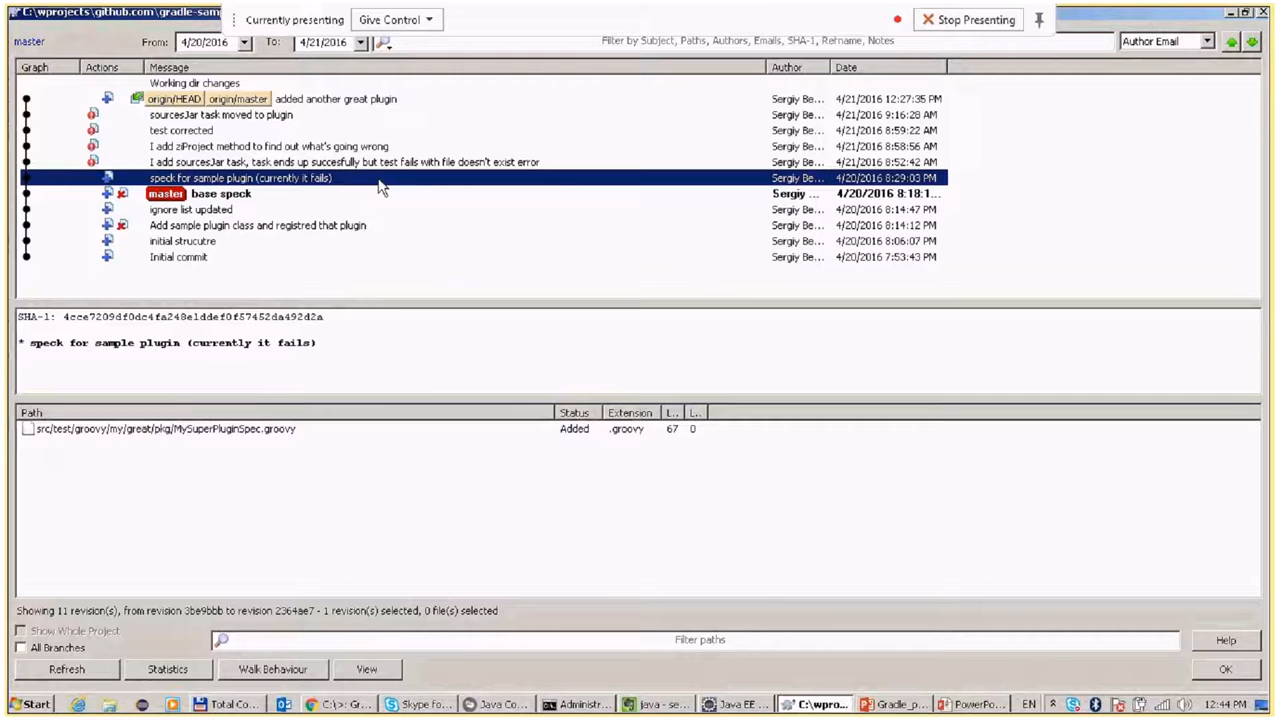 C:\wprojects\github.com\gradle-sam
Currently presenting
Give Control
Stop Presenting
master
From:
4/20/2016
To:
4/21/2016
Filter by Subject, Paths, Authors, Emails, SHA-1, Refname, Notes
Author Email
Graph Actions Message Author Date
Working dir changes
origin/HEAD origin/master added another great plugin Sergiy Be... 4/21/2016 12:27:35 PM
sourcesJar task moved to plugin Sergiy Be... 4/21/2016 9:16:28 AM
test corrected Sergiy Be... 4/21/2016 8:59:22 AM
I add ziProject method to find out what's going wrong Sergiy Be... 4/21/2016 8:58:56 AM
I add sourcesJar task, task ends up succesfully but test fails with file doesn't exist error Sergiy Be... 4/21/2016 8:52:42 AM
speck for sample plugin (currently it fails) Sergiy Be... 4/20/2016 8:29:03 PM
master base speck Sergiy ... 4/20/2016 8:18:1...
ignore list updated Sergiy Be... 4/20/2016 8:14:47 PM
Add sample plugin class and registred that plugin Sergiy Be... 4/20/2016 8:14:12 PM
initial strucutre Sergiy Be... 4/20/2016 8:06:07 PM
Initial commit Sergiy Be... 4/20/2016 7:53:43 PM
SHA-1: 4cce7209df0dc4fa248e1ddef0f57452da492d2a
* speck for sample plugin (currently it fails)
Path Status Extension L.. L..
src/test/groovy/my/great/pkg/MySuperPluginSpec.groovy Added .groovy 67 0
Showing 11 revision(s), from revision 3be9bbb to revision 2364ae7 - 1 revision(s) selected, 0 file(s) selected
Show Whole Project
All Branches
Filter paths
Help
Refresh
Statistics
Walk Behaviour
View
OK
Start
Total Co...
C:\> Gr...
Skype fo...
Java Co...
Administr...
java - se...
Java EE ...
C:\wpro...
Gradle_p...
PowerPo...
EN
12:44 PM